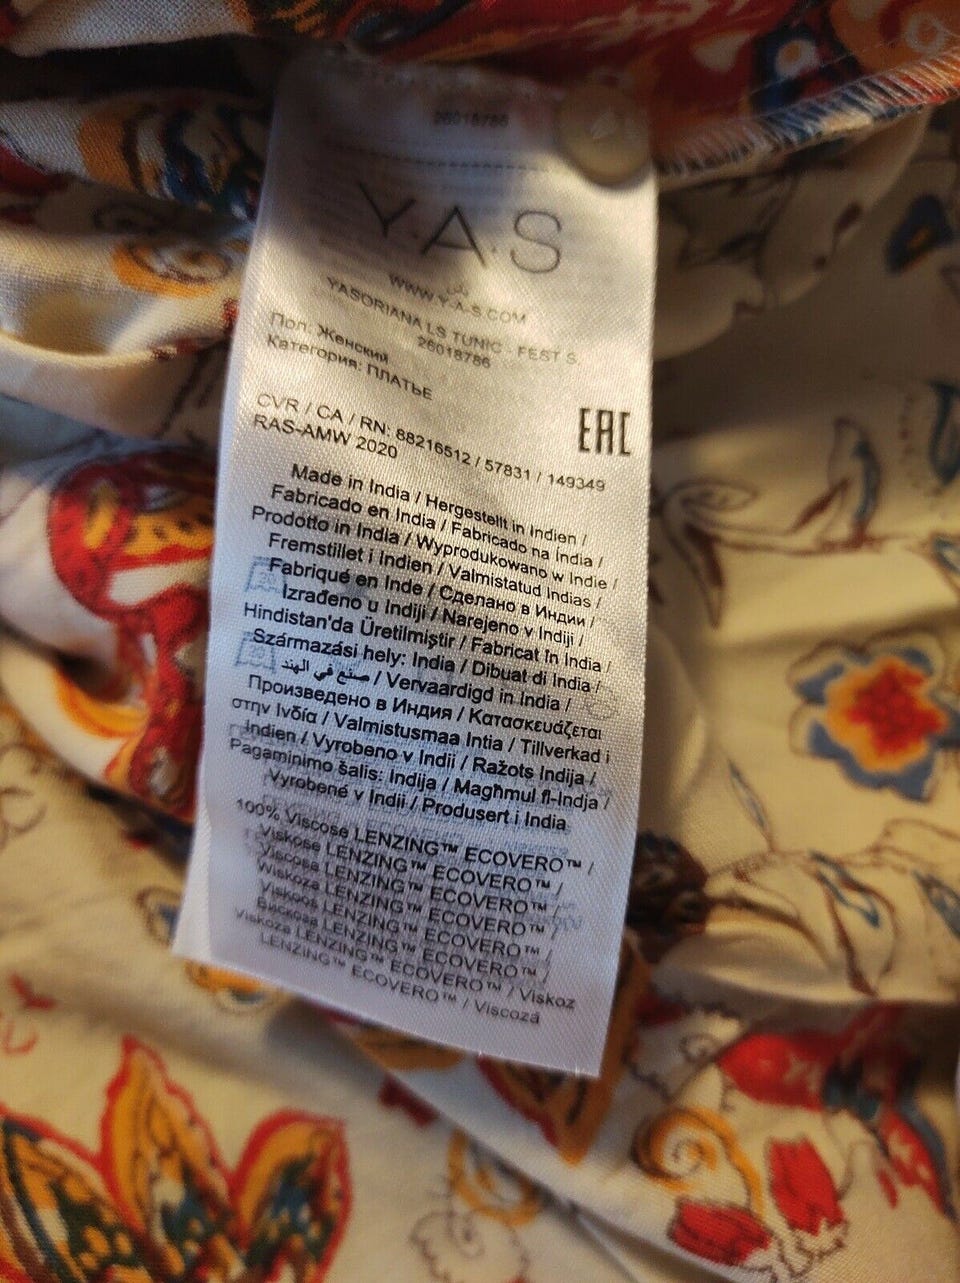 26018786
Y.A.S
WWW.Y-A-S.COM
YASORIANA LS TUNIC - FEST S.
26018786
Пол: Женский
Категория: ПЛАТЬЕ
EAC
CVR / CA / RN: 88216512 / 57831 / 149349
RAS-AMW 2020
Made in India / Hergestellt in Indien /
Fabricado en India / Fabricado na Índia /
Prodotto in India / Wyprodukowano w Indie /
Fremstillet i Indien / Valmistatud Indias /
Fabriqué en Inde / Сделано в Индии /
Izrađeno u Indiji / Narejeno v Indiji /
Hindistan'da Üretilmiştir / Fabricat în India /
Származási hely: India / Dibuat di India /
صنع في الهند / Vervaardigd in India /
Произведено в Индия / Κατασκευάζεται
στην Ινδία / Valmistusmaa Intia / Tillverkad i
Indien / Vyrobeno v Indii / Ražots Indija /
Pagaminimo šalis: Indija / Magħmul fl-Indja /
Vyrobené v Indii / Produsert i India
100% Viscose LENZING™ ECOVERO™ /
Viskose LENZING™ ECOVERO™ /
Viscosa LENZING™ ECOVERO™ /
Wiskoza LENZING™ ECOVERO™ /
Viskoos LENZING™ ECOVERO™ /
Вискоза LENZING™ ECOVERO™ /
Viskoza LENZING™ ECOVERO™ / Viskoz
LENZING™ ECOVERO™ / Viscoză